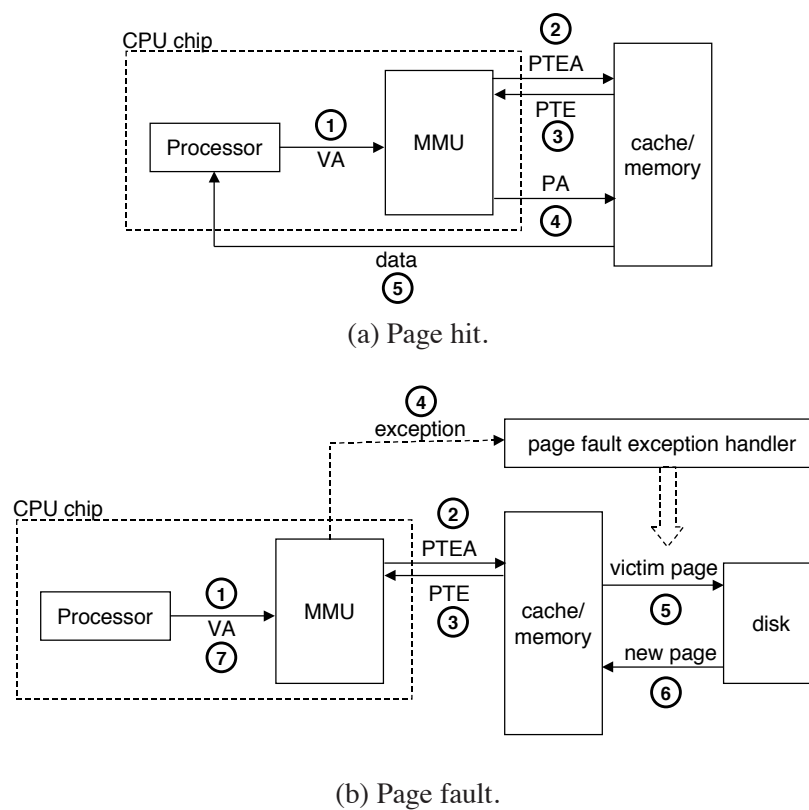 CPU chip
2
PTEA
PTE
3
1
VA
Processor
MMU
cache/
memory
PA
4
data
5
(a) Page hit.
4
exception
page fault exception handler
CPU chip
2
PTEA
PTE
3
1
VA
7
Processor
MMU
cache/
memory
victim page
5
new page
6
disk
(b) Page fault.